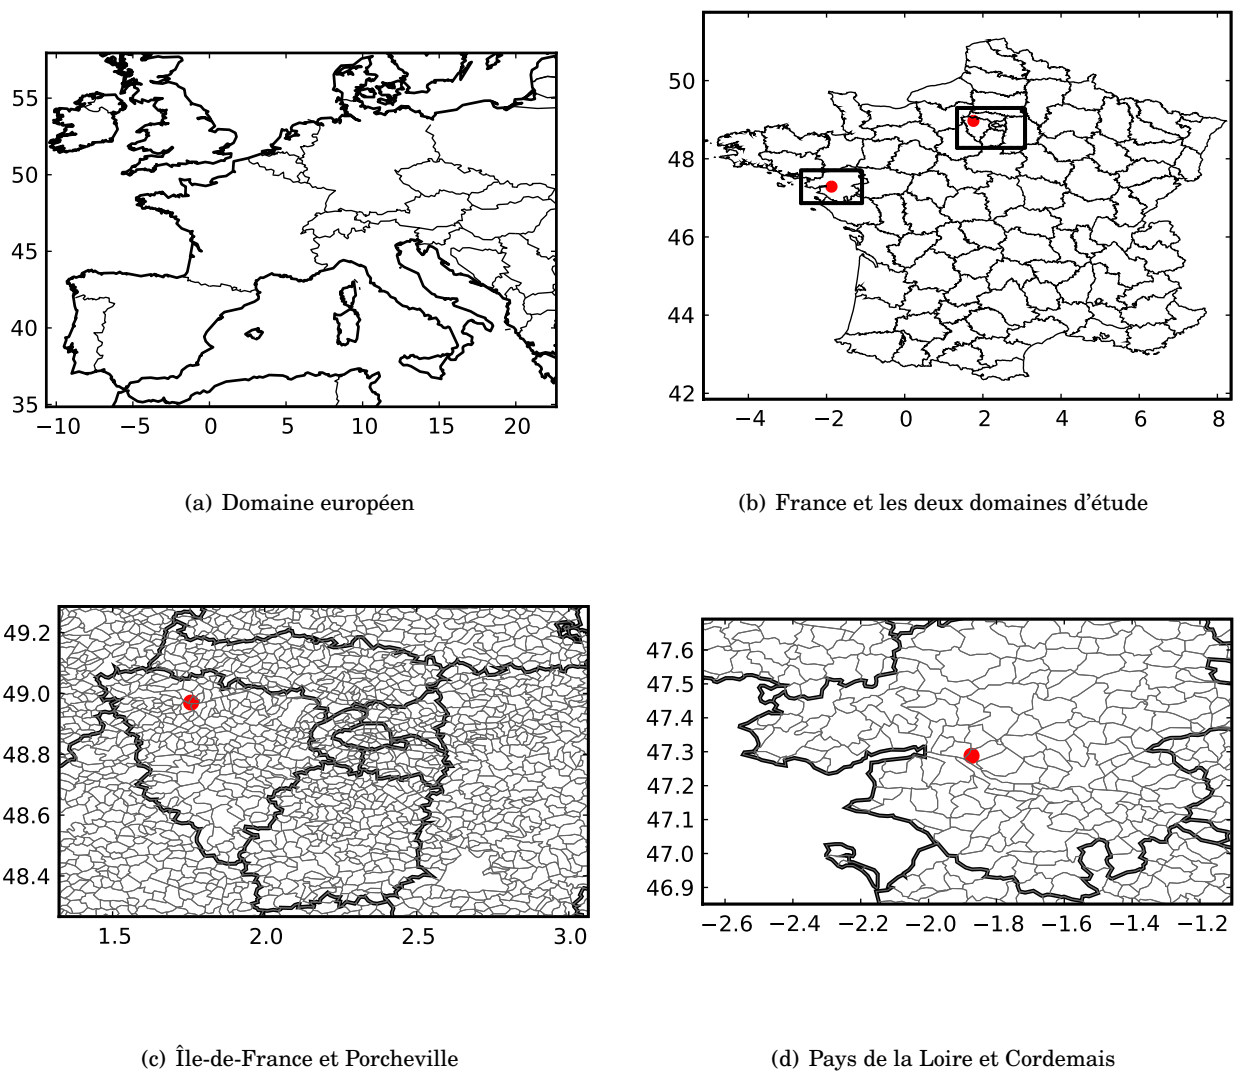 55
50
45
40
35
−10 −5 0 5 10 15 20
(a) Domaine européen
50
48
46
44
42
−4 −2 0 2 4 6 8
(b) France et les deux domaines d'étude
49.2
49.0
48.8
48.6
48.4
1.5 2.0 2.5 3.0
(c) Île-de-France et Porcheville
47.6
47.5
47.4
47.3
47.2
47.1
47.0
46.9
−2.6 −2.4 −2.2 −2.0 −1.8 −1.6 −1.4 −1.2
(d) Pays de la Loire et Cordemais